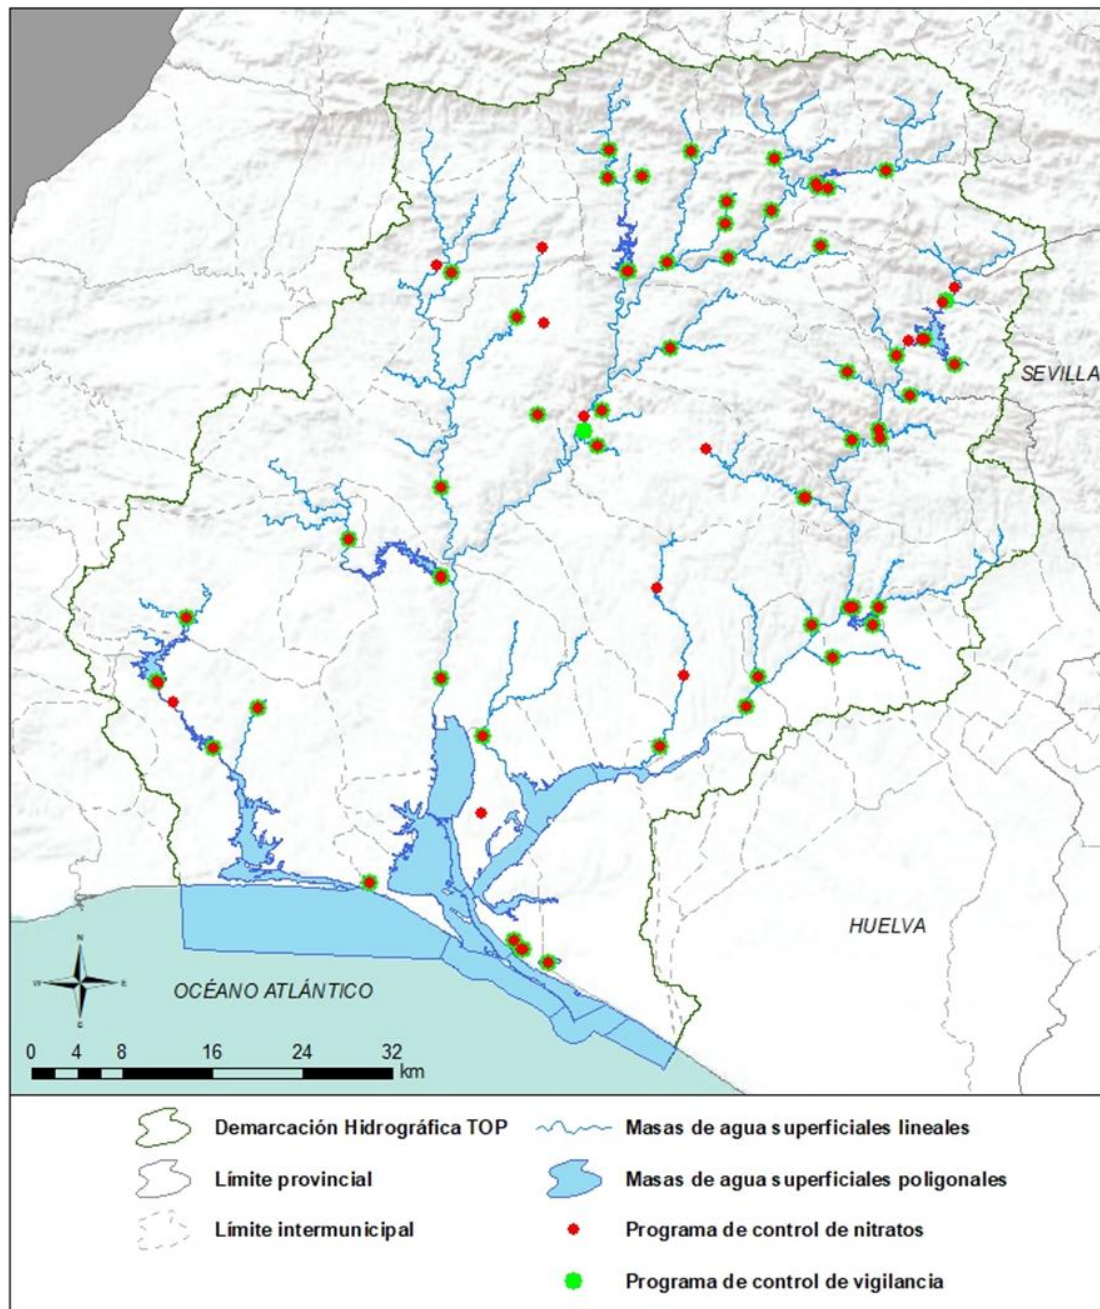 SEVILLA
HUELVA
OCÉANO ATLÁNTICO
N
W E
S
0 4 8 16 24 32
km
Demarcación Hidrográfica TOP
Masas de agua superficiales lineales
Límite provincial
Masas de agua superficiales poligonales
Límite intermunicipal
Programa de control de nitratos
Programa de control de vigilancia